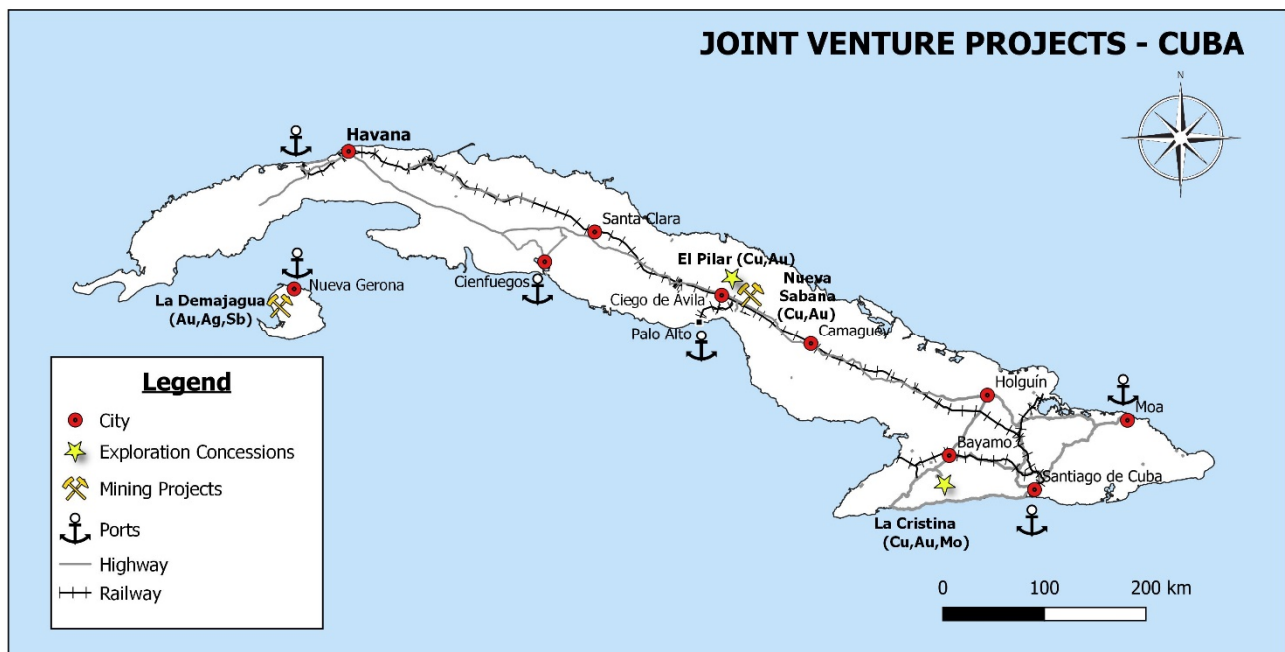 JOINT VENTURE PROJECTS - CUBA
N
Havana
Santa Clara
Cienfuegos
El Pilar (Cu,Au)
Nueva
Sabana
(Cu,Au)
Ciego de Ávila
Palo Alto
Camagüey
Nueva Gerona
La Demajagua
(Au,Ag,Sb)
Holguín
Moa
Bayamo
Santiago de Cuba
La Cristina
(Cu,Au,Mo)
Legend
City
Exploration Concessions
Mining Projects
Ports
Highway
Railway
0 100 200 km